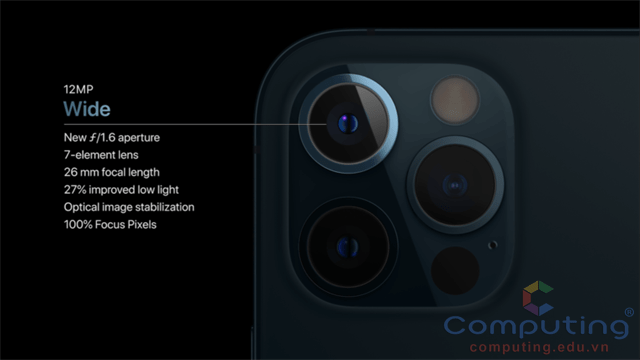 12MP
Wide
New ƒ/1.6 aperture
7-element lens
26 mm focal length
27% improved low light
Optical image stabilization
100% Focus Pixels
Computing®
computing.edu.vn